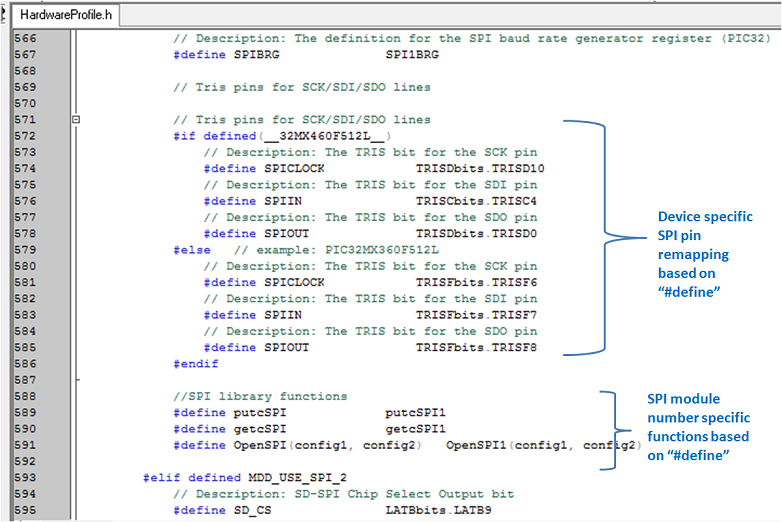 HardwareProfile.h
566 // Description: The definition for the SPI baud rate generator register (PIC32)
567 #define SPIBRG SPI1BRG
568
569 // Tris pins for SCK/SDI/SDO lines
570
571 // Tris pins for SCK/SDI/SDO lines
572 #if defined(__32MX460F512L__)
573 // Description: The TRIS bit for the SCK pin
574 #define SPICLOCK TRISDbits.TRISD10
575 // Description: The TRIS bit for the SDI pin
576 #define SPIIN TRISCbits.TRISC4
577 // Description: The TRIS bit for the SDO pin
578 #define SPIOUT TRISDbits.TRISD0
579 #else // example: PIC32MX360F512L
580 // Description: The TRIS bit for the SCK pin
581 #define SPICLOCK TRISFbits.TRISF6
582 // Description: The TRIS bit for the SDI pin
583 #define SPIIN TRISFbits.TRISF7
584 // Description: The TRIS bit for the SDO pin
585 #define SPIOUT TRISFbits.TRISF8
586 #endif
587
588 //SPI library functions
589 #define putcSPI putcSPI1
590 #define getcSPI getcSPI1
591 #define OpenSPI(config1, config2) OpenSPI1(config1, config2)
592
593 #elif defined MDD_USE_SPI_2
594 // Description: SD-SPI Chip Select Output bit
595 #define SD_CS LATBbits.LATB9
Device specific
SPI pin
remapping
based on
“#define”
SPI module
number specific
functions based
on “#define”